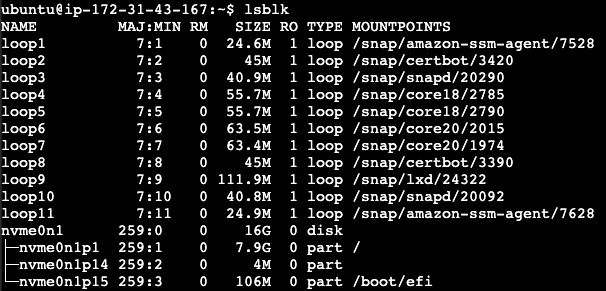 ubuntu@ip-172-31-43-167:~$ lsblk
NAME         MAJ:MIN RM   SIZE RO TYPE MOUNTPOINTS
loop1          7:1    0  24.6M  1 loop /snap/amazon-ssm-agent/7528
loop2          7:2    0    45M  1 loop /snap/certbot/3420
loop3          7:3    0  40.9M  1 loop /snap/snapd/20290
loop4          7:4    0  55.7M  1 loop /snap/core18/2785
loop5          7:5    0  55.7M  1 loop /snap/core18/2790
loop6          7:6    0  63.5M  1 loop /snap/core20/2015
loop7          7:7    0  63.4M  1 loop /snap/core20/1974
loop8          7:8    0    45M  1 loop /snap/certbot/3390
loop9          7:9    0 111.9M  1 loop /snap/lxd/24322
loop10         7:10   0  40.8M  1 loop /snap/snapd/20092
loop11         7:11   0  24.9M  1 loop /snap/amazon-ssm-agent/7628
nvme0n1      259:0    0    16G  0 disk
├─nvme0n1p1  259:1    0   7.9G  0 part /
├─nvme0n1p14 259:2    0     4M  0 part
└─nvme0n1p15 259:3    0   106M  0 part /boot/efi